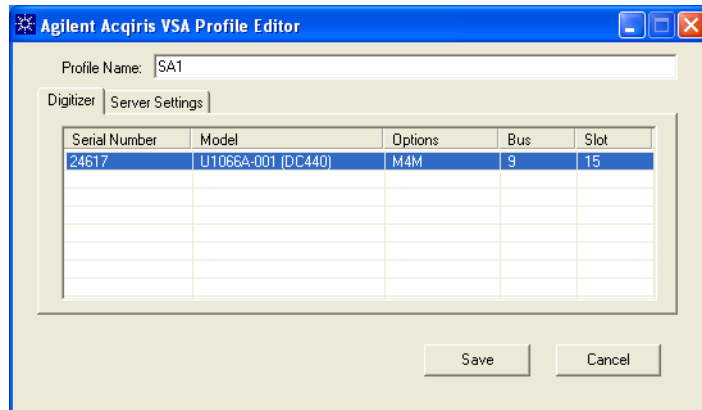 Agilent Acqiris VSA Profile Editor
Profile Name: SA1
Digitizer Server Settings
Serial Number Model Options Bus Slot
24617 U1066A-001 (DC440) M4M 9 15
Save Cancel